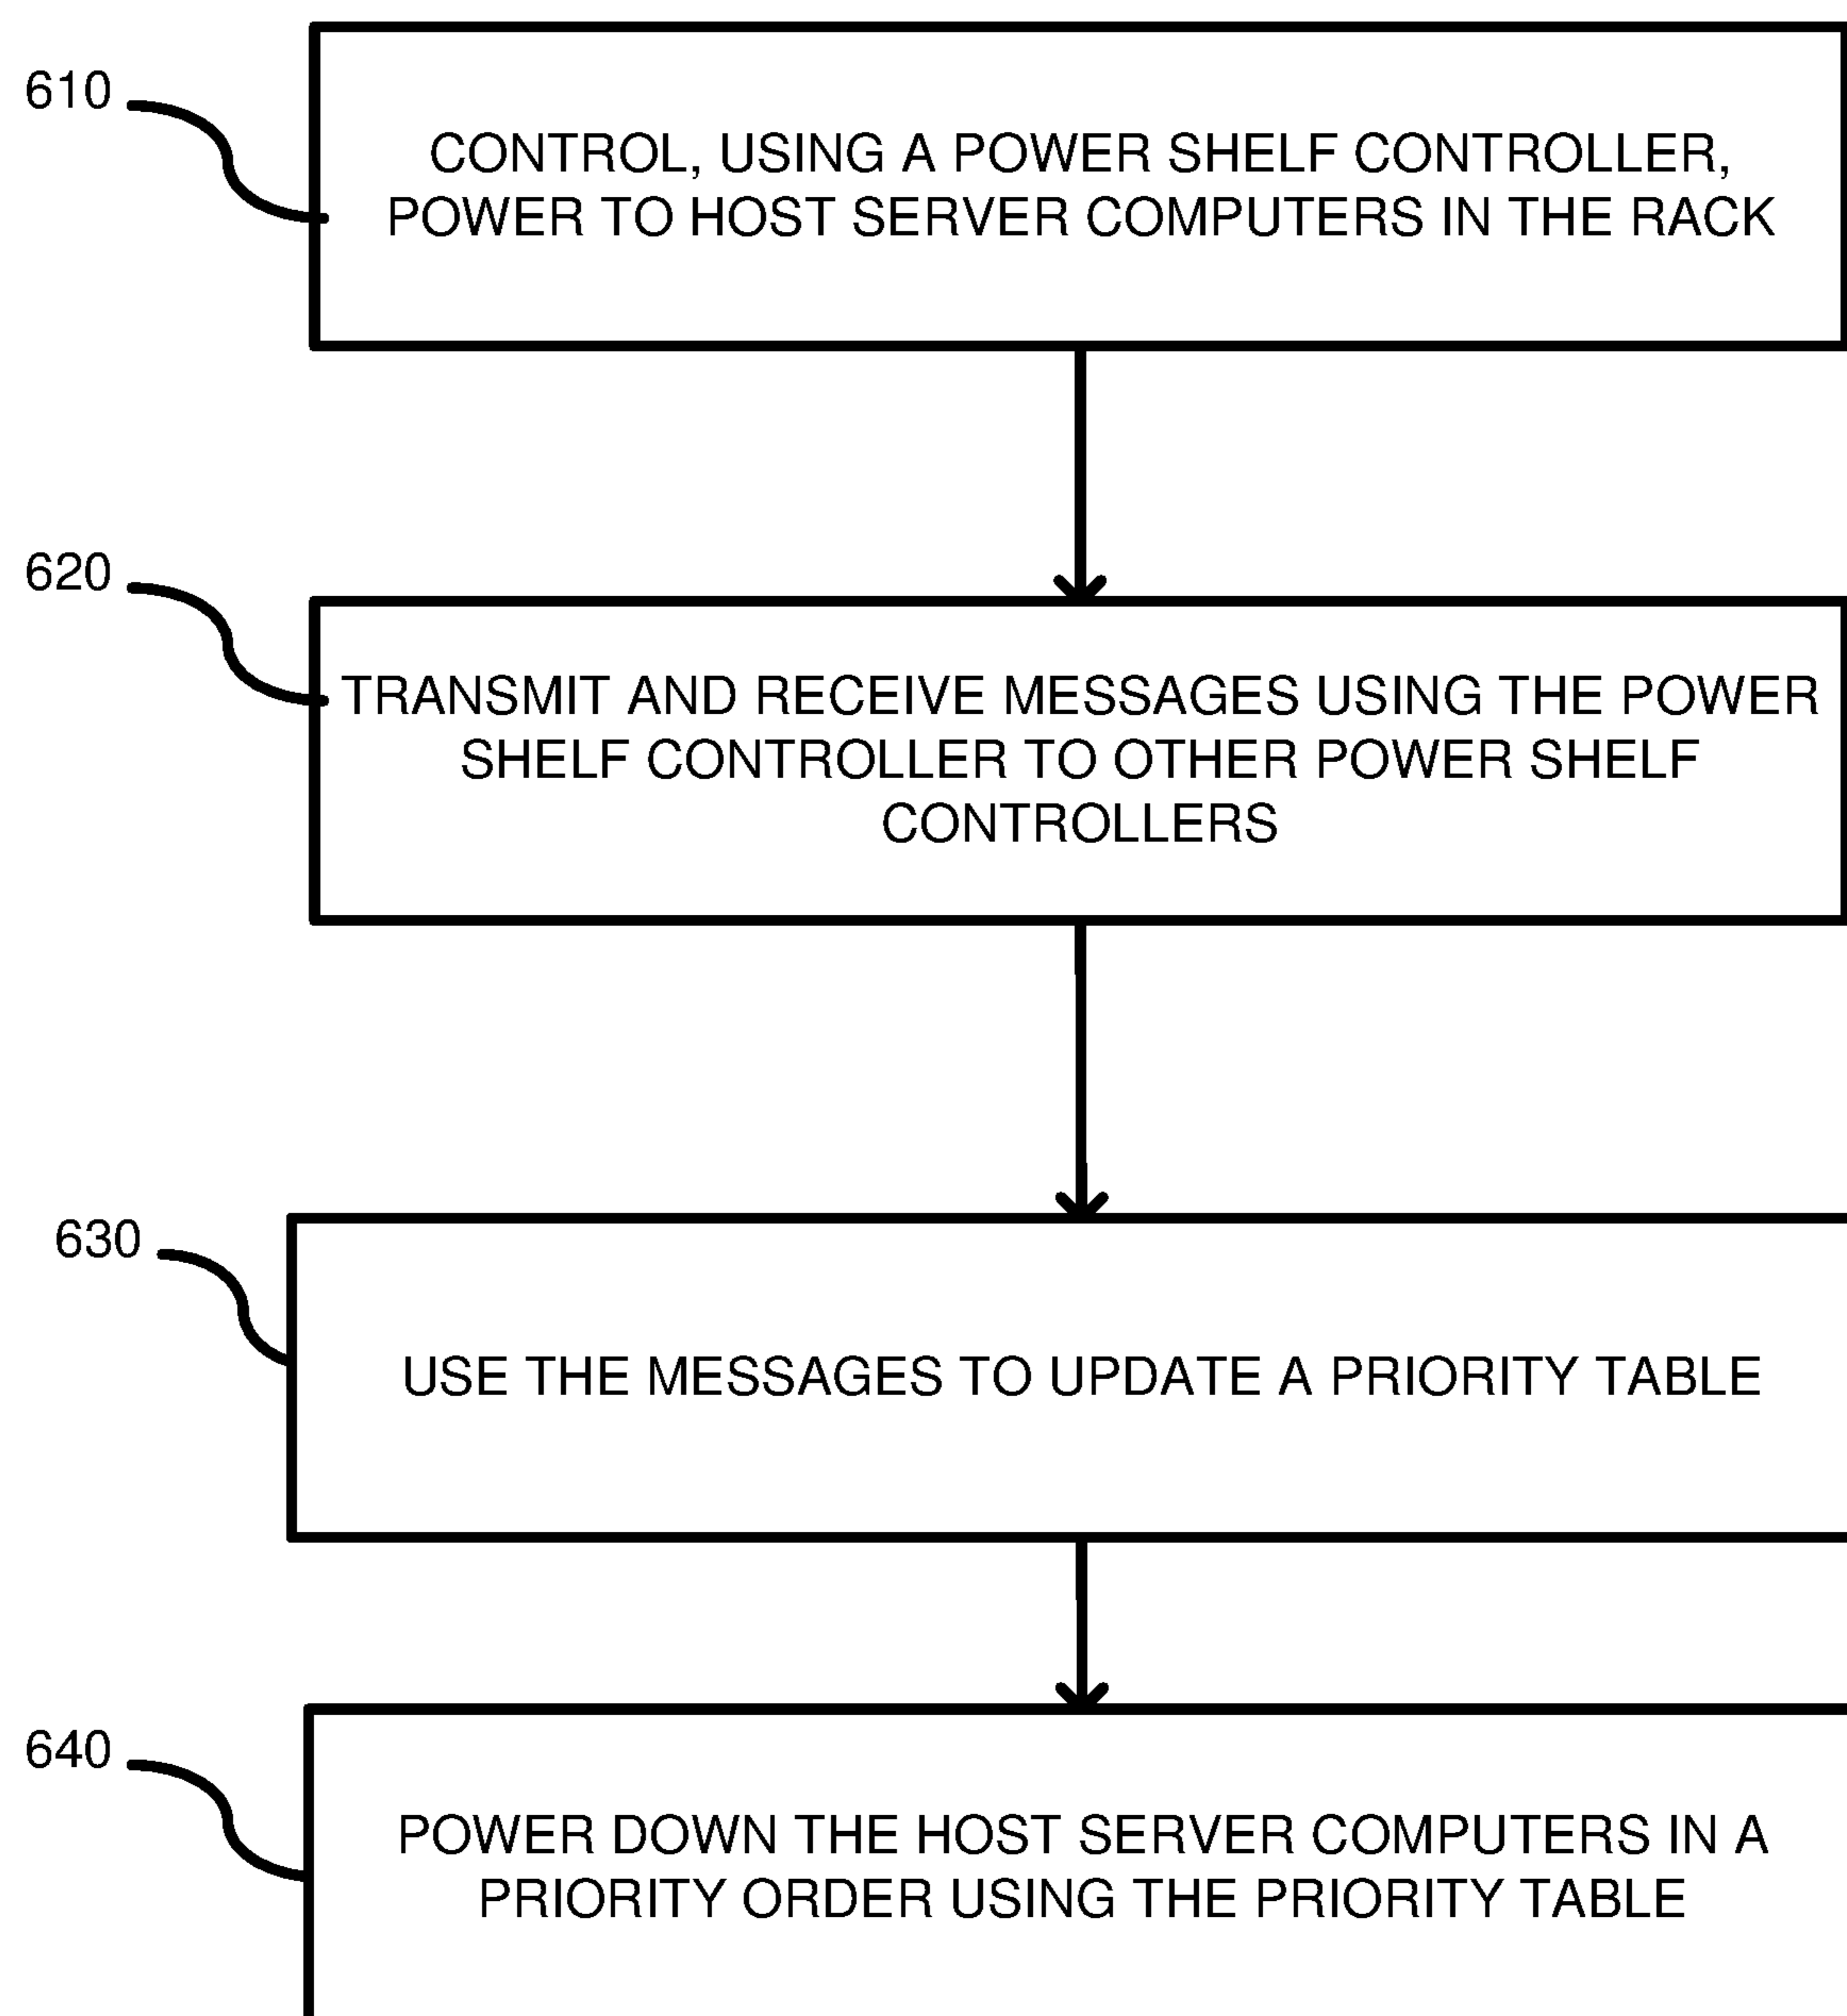 610
CONTROL, USING A POWER SHELF CONTROLLER,
POWER TO HOST SERVER COMPUTERS IN THE RACK
620
TRANSMIT AND RECEIVE MESSAGES USING THE POWER
SHELF CONTROLLER TO OTHER POWER SHELF
CONTROLLERS
630
USE THE MESSAGES TO UPDATE A PRIORITY TABLE
640
POWER DOWN THE HOST SERVER COMPUTERS IN A
PRIORITY ORDER USING THE PRIORITY TABLE